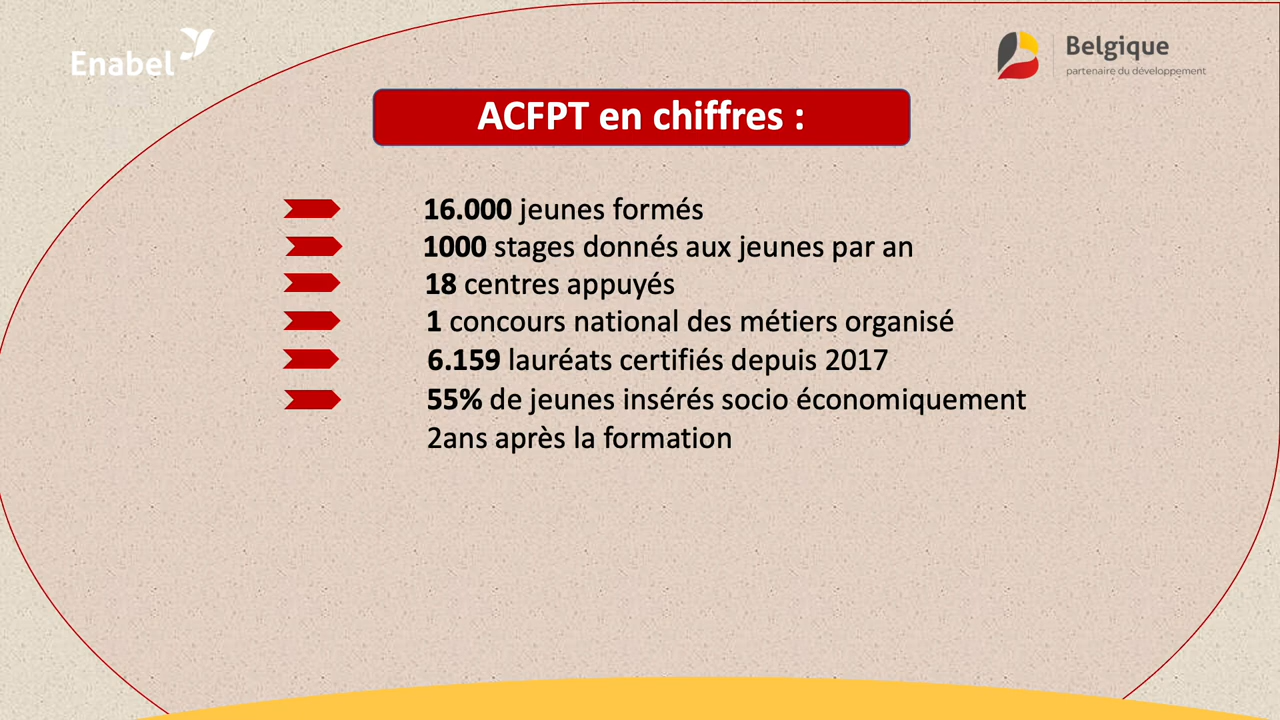 Enabel
Belgique
partenaire du développement
ACFPT en chiffres :
16.000 jeunes formés
1000 stages donnés aux jeunes par an
18 centres appuyés
1 concours national des métiers organisé
6.159 lauréats certifiés depuis 2017
55% de jeunes insérés socio économiquement
2ans après la formation